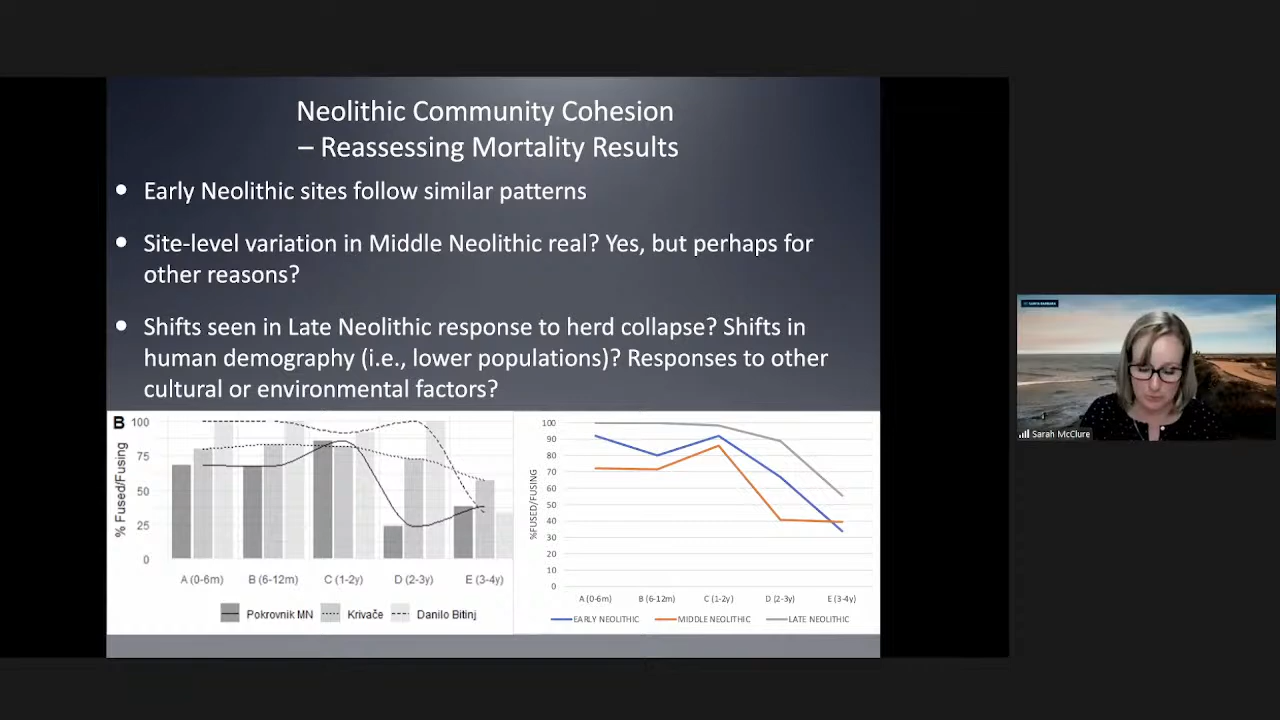 Neolithic Community Cohesion
– Reassessing Mortality Results
• Early Neolithic sites follow similar patterns
• Site-level variation in Middle Neolithic real? Yes, but perhaps for
other reasons?
• Shifts seen in Late Neolithic response to herd collapse? Shifts in
human demography (i.e., lower populations)? Responses to other
cultural or environmental factors?
B
% Fused/Fusing
100
75
50
25
0
A (0-6m) B (6-12m) C (1-2y) D (2-3y) E (3-4y)
Pokrovnik MN Krivače Danilo Bitinj
%FUSED/FUSING
100
90
80
70
60
50
40
30
20
10
0
A (0-6m) B (6-12m) C (1-2y) D (2-3y) E (3-4y)
EARLY NEOLITHIC MIDDLE NEOLITHIC LATE NEOLITHIC
Sarah McClure